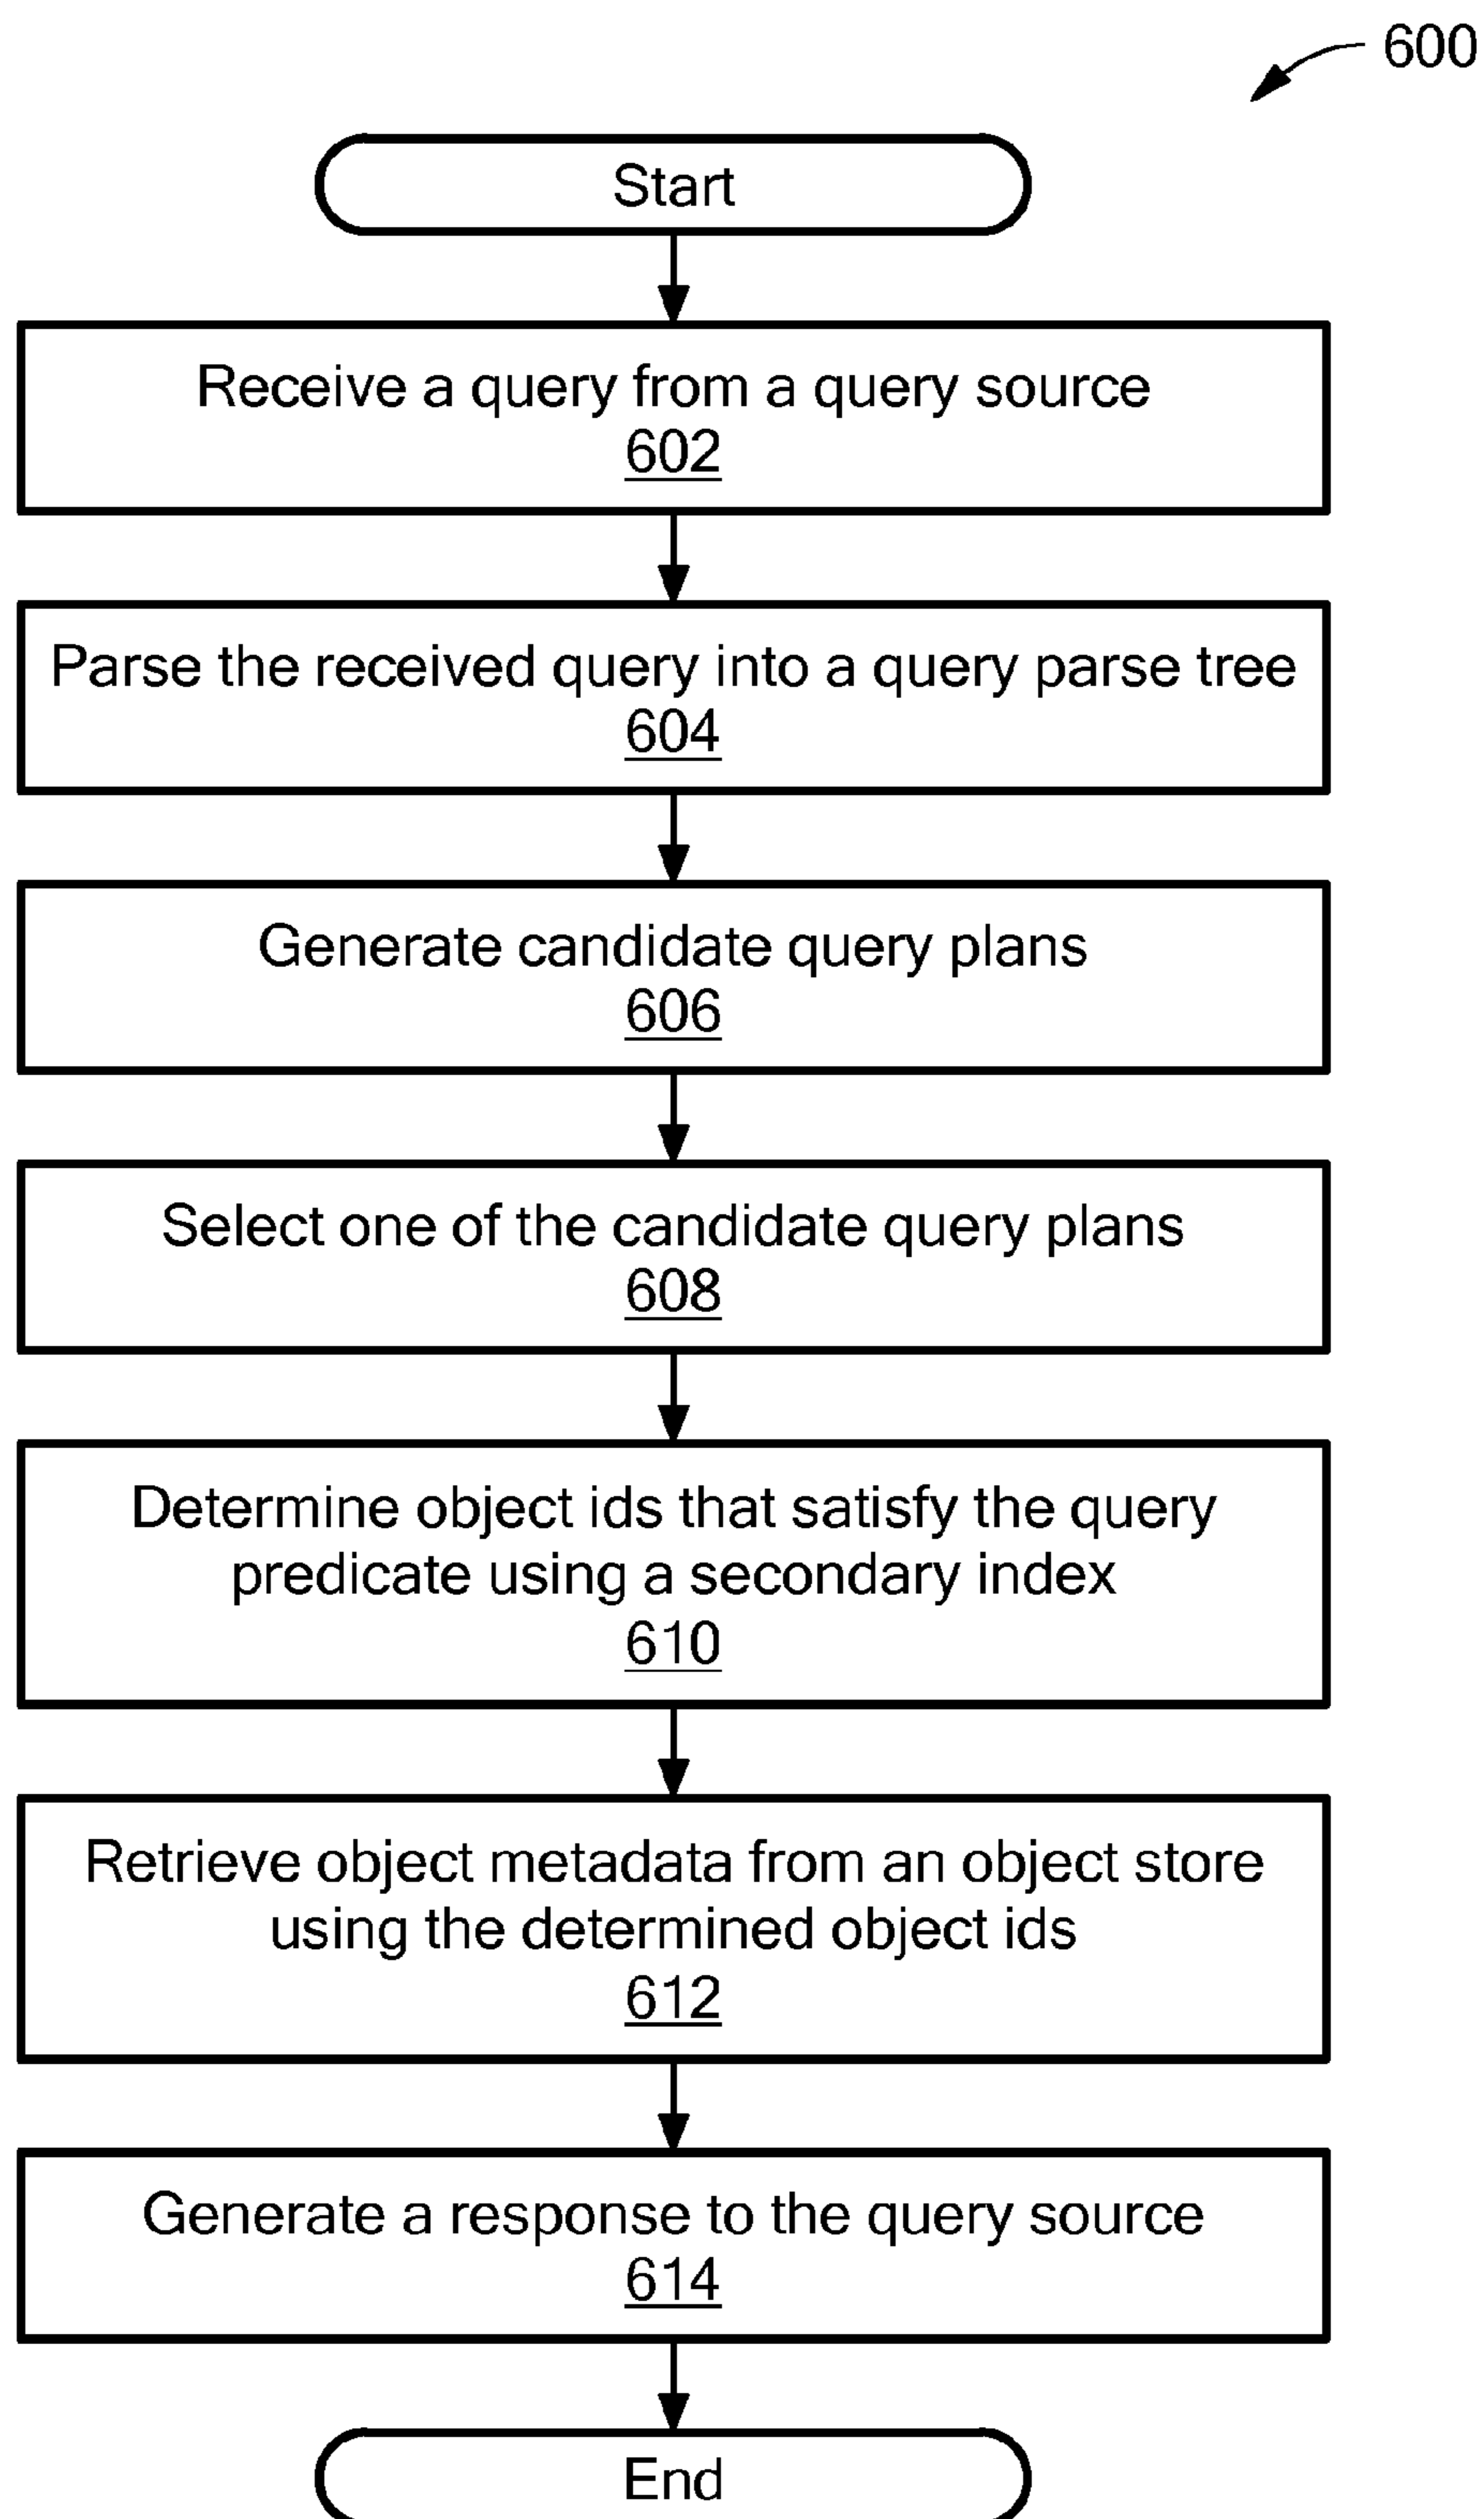 600
Start
Receive a query from a query source
602
Parse the received query into a query parse tree
604
Generate candidate query plans
606
Select one of the candidate query plans
608
Determine object ids that satisfy the query
predicate using a secondary index
610
Retrieve object metadata from an object store
using the determined object ids
612
Generate a response to the query source
614
End